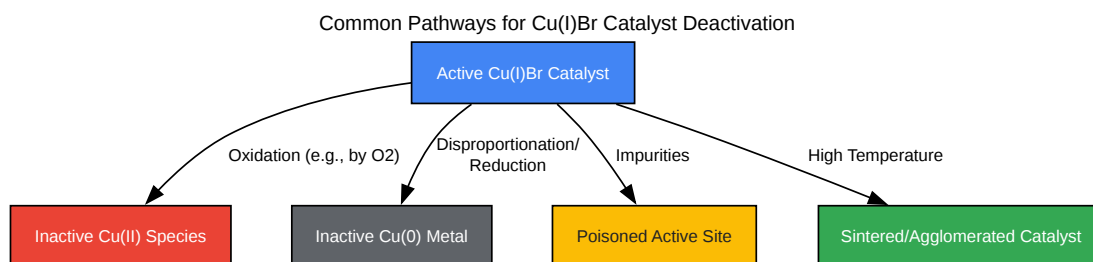 Common Pathways for Cu(I)Br Catalyst Deactivation
Active Cu(I)Br Catalyst
Oxidation (e.g., by O2)
Disproportionation/
Reduction
Impurities
High Temperature
Inactive Cu(II) Species
Inactive Cu(0) Metal
Poisoned Active Site
Sintered/Agglomerated Catalyst